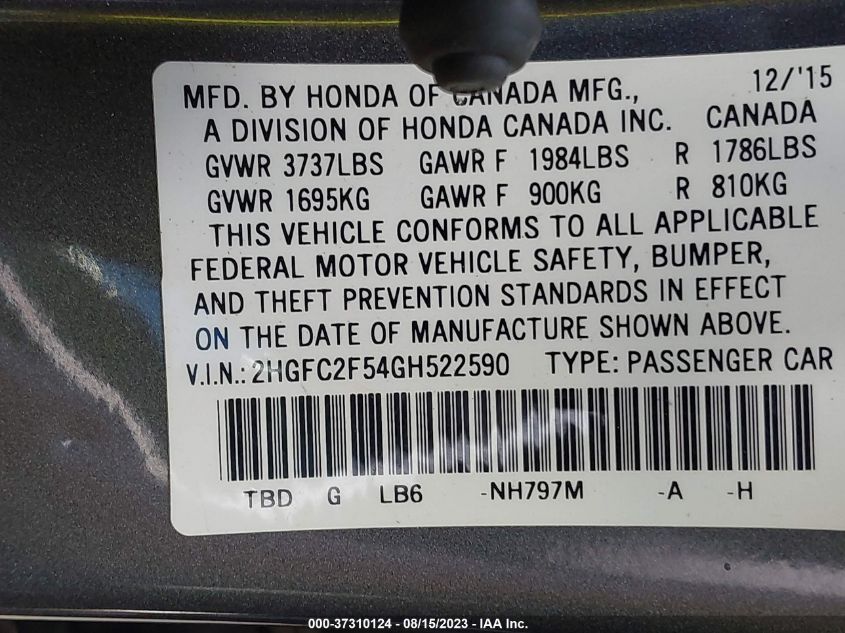 MFD. BY HONDA OF CANADA MFG., 12/'15
A DIVISION OF HONDA CANADA INC. CANADA
GVWR 3737LBS GAWR F 1984LBS R 1786LBS
GVWR 1695KG GAWR F 900KG R 810KG
THIS VEHICLE CONFORMS TO ALL APPLICABLE
FEDERAL MOTOR VEHICLE SAFETY, BUMPER,
AND THEFT PREVENTION STANDARDS IN EFFECT
ON THE DATE OF MANUFACTURE SHOWN ABOVE.
V.I.N.: 2HGFC2F54GH522590 TYPE: PASSENGER CAR
TBD G LB6 -NH797M -A -H
000-37310124 - 08/15/2023 - IAA Inc.